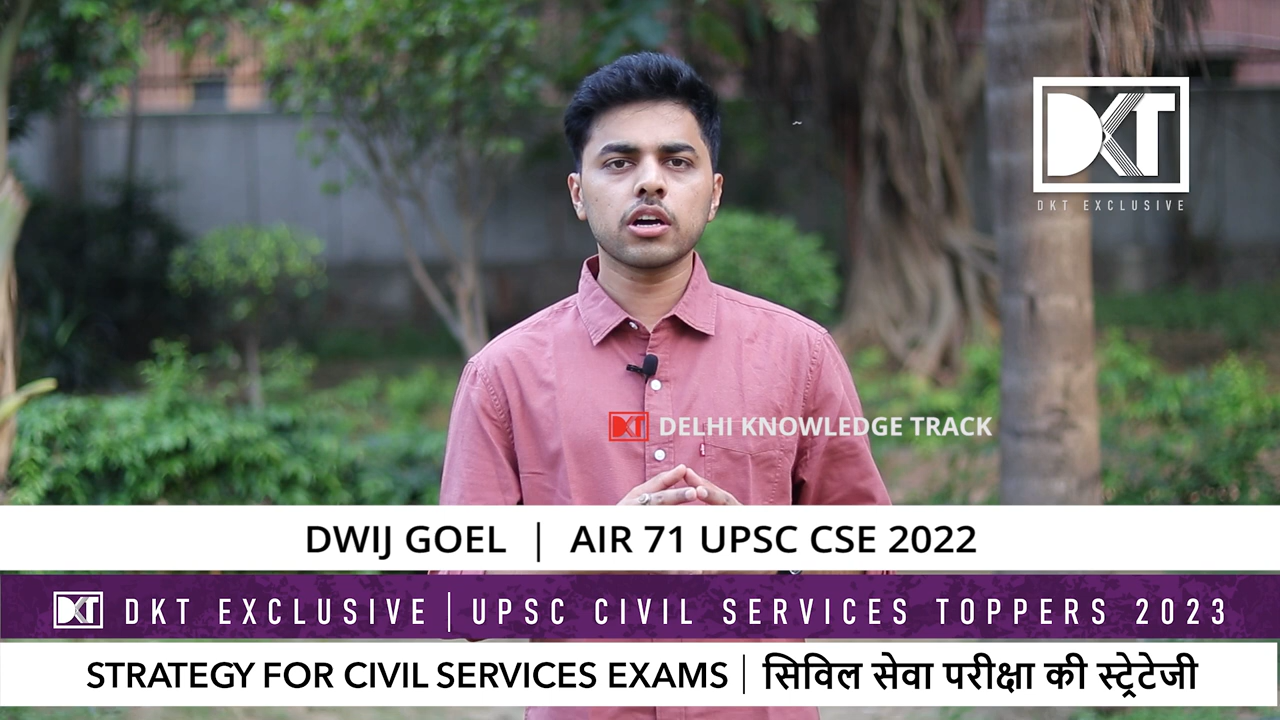 DKT
DKT EXCLUSIVE
DKT DELHI KNOWLEDGE TRACK
DWIJ GOEL | AIR 71 UPSC CSE 2022
DKT DKT EXCLUSIVE | UPSC CIVIL SERVICES TOPPERS 2023
STRATEGY FOR CIVIL SERVICES EXAMS | सिविल सेवा परीक्षा की स्ट्रेटेजी